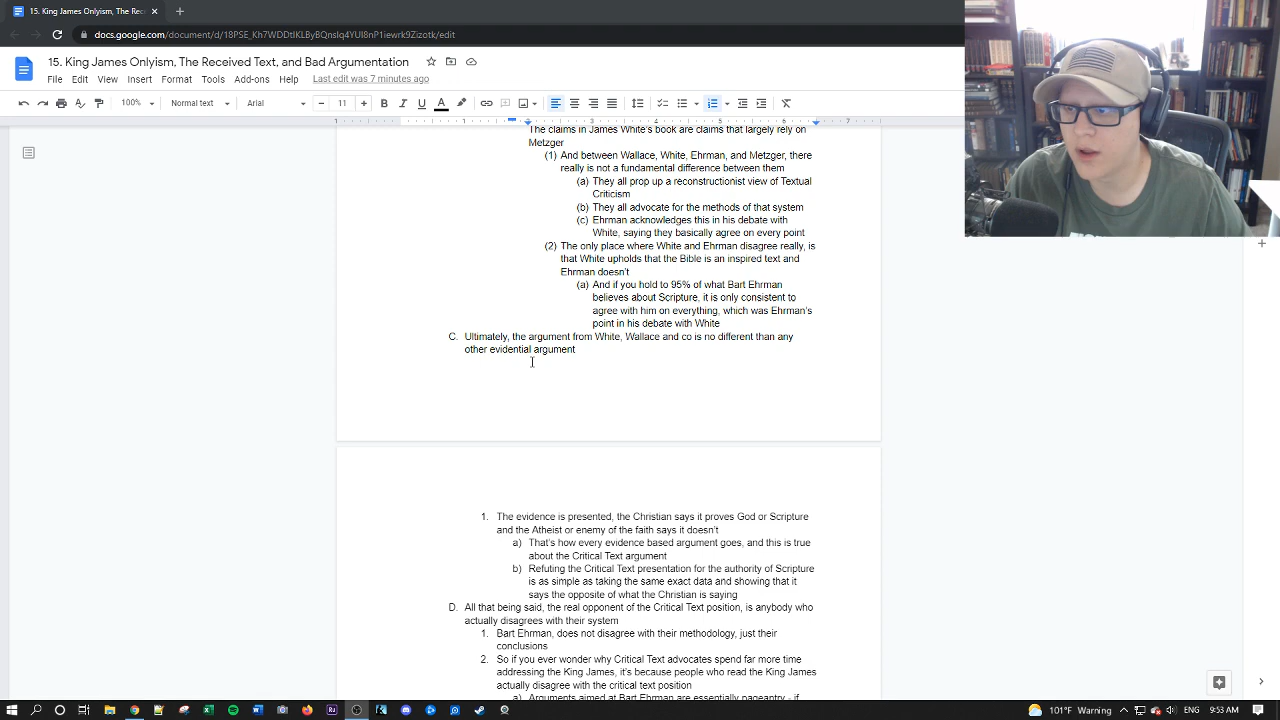 15. King James Onlyism, The Rec
docs.google.com/document/d/18PSE_
/edit
15. King James Onlyism, The Received Text, and Bad Argumentation
File Edit View Insert Format Tools Add-ons
Last edit was 7 minutes ago
100% Normal text Arial 11
The claims in James White's book are claims that largely rely on
Metzger
(1) And between Wallace, White, Ehrman, and Metzger, there
really is not a fundamental difference between them
(a) They all prop up a reconstructionist view of Textual
Criticism
(b) They all advocate for the methods of that system
(c) Ehrman acknowledges this in his debate with
White, saying they basically agree on every point
(2) The only place where White and Ehrman disagree really, is
that White upholds that the Bible is an inspired text and
Ehrman doesn't
(a) And if you hold to 95% of what Bart Ehrman
believes about Scripture, it is only consistent to
agree with him on everything, which was Ehrman's
point in his debate with White
C. Ultimately, the argument from White, Wallace and co is no different than any
other evidential argument
1. The evidence is presented, the Christian says it proves God or Scripture
and the Atheist or enemy of the faith says it doesn't
a) That's how every evidence based argument goes, and this is true
about the Critical Text argument
b) Refuting the Critical Text presentation for the authority of Scripture
is as simple as taking the same exact data and showing that it
says the opposite of what the Christian is saying
D. All that being said, the real opponent of the Critical Text position, is anybody who
actually disagrees with their system
1. Bart Ehrman, does not disagree with their methodology, just their
conclusions
2. So if you ever wonder why Critical Text advocates spend far more time
addressing the King James, it's because people who read the King James
actually disagree with the critical text position
a) Arguments aimed at Bart Ehrman are essentially pageantry - if
101°F Warning ENG 9:53 AM